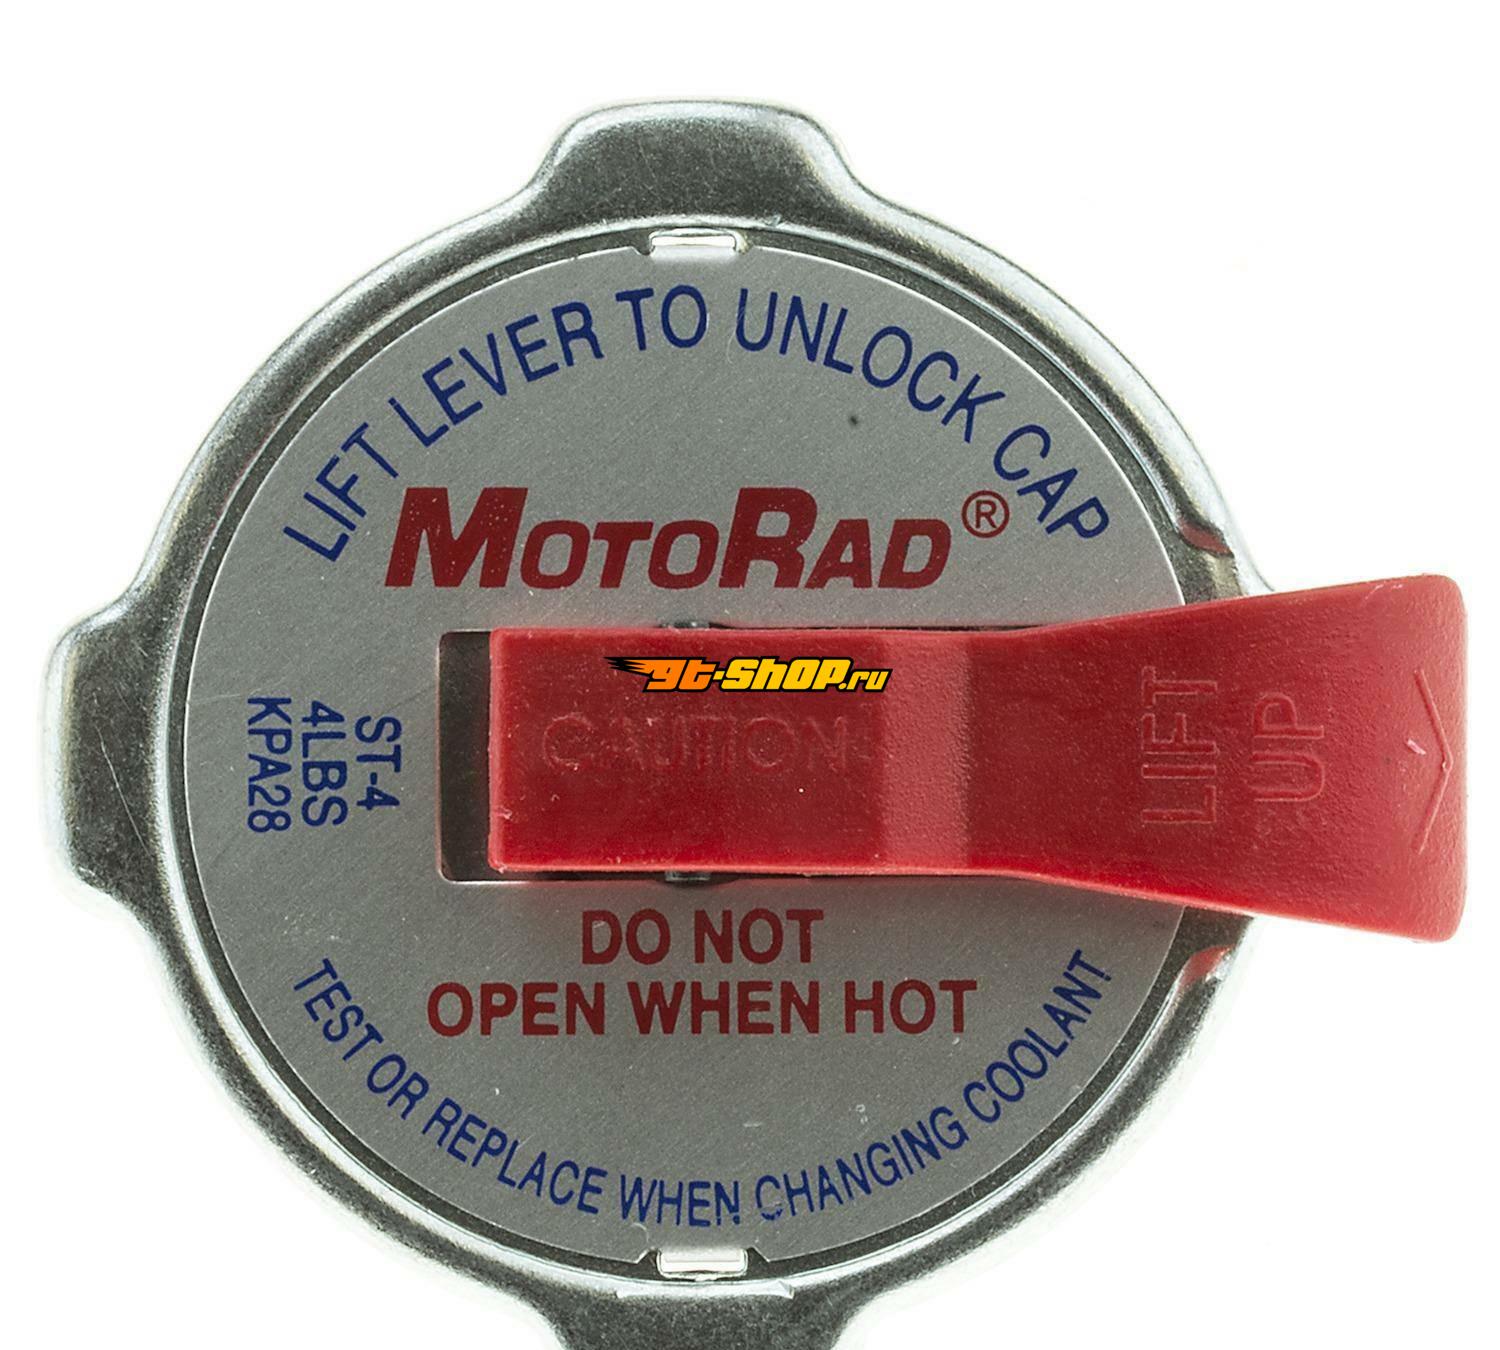 LIFT LEVER TO UNLOCK CAP
MOTORAD®
gt-shop.ru
CAUTION
LIFT
UP
ST-4
4LBS
KPA28
DO NOT
OPEN WHEN HOT
TEST OR REPLACE WHEN CHANGING COOLANT